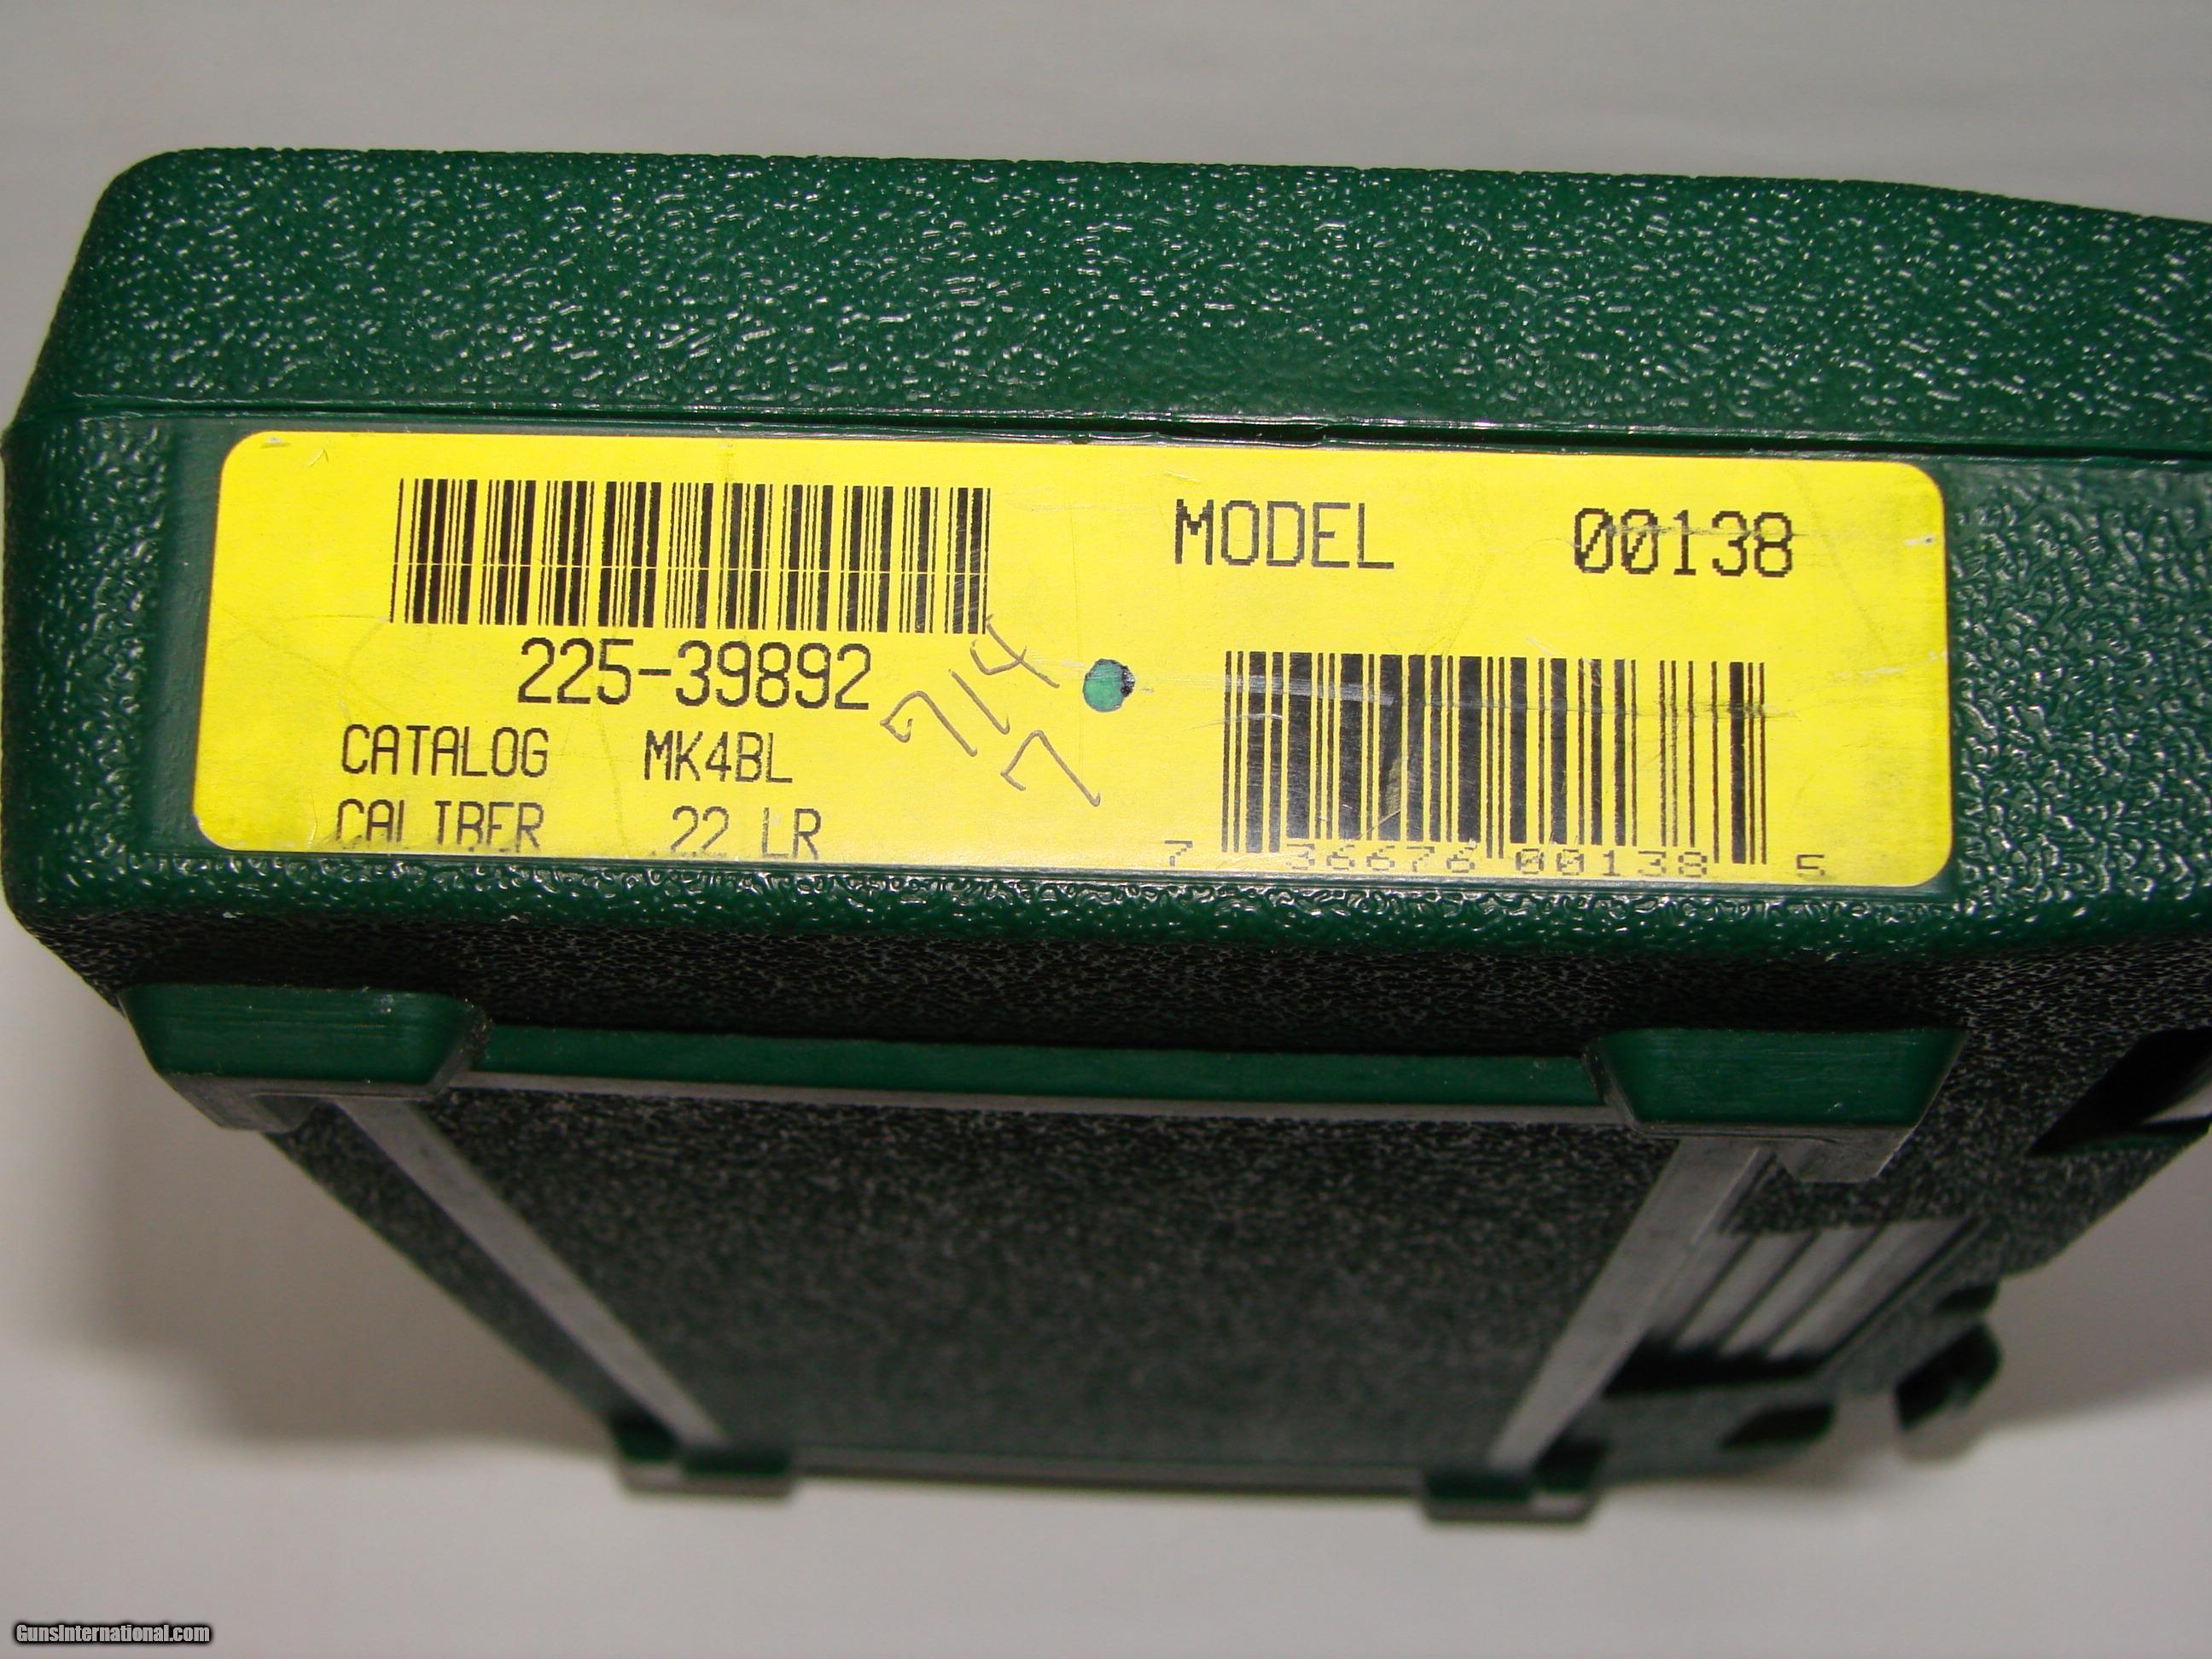 MODEL 00138
225-39892
714
7
CATALOG MK4BL
CALIBER .22 LR
7 36676 00138 5
GunsInternational.com